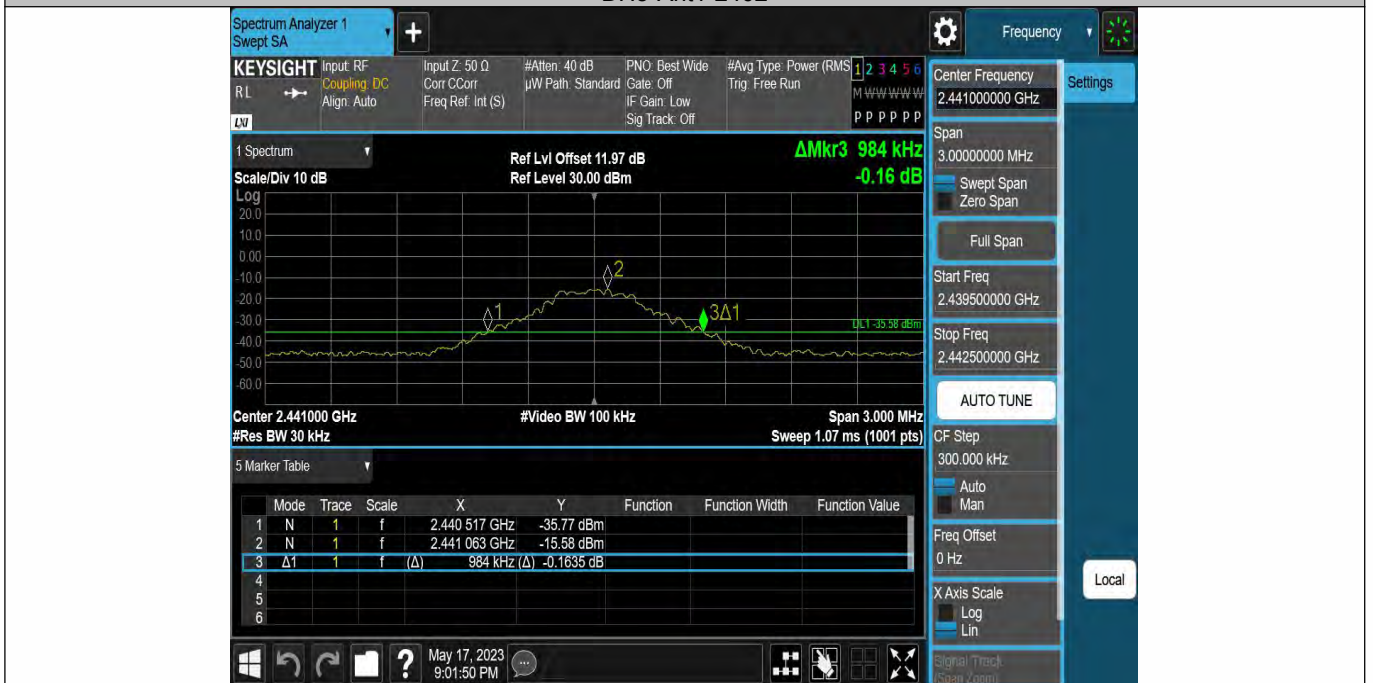 Spectrum Analyzer 1
Swept SA
+
Frequency
KEYSIGHT
RL
LXI
Input: RF
Coupling: DC
Align: Auto
Input Z: 50 Ω
Corr CCorr
Freq Ref: Int (S)
#Atten: 40 dB
µW Path: Standard
PNO: Best Wide
Gate: Off
IF Gain: Low
Sig Track: Off
#Avg Type: Power (RMS
Trig: Free Run
1 2 3 4 5 6
M W W W W W
P P P P P P
1 Spectrum
Scale/Div 10 dB
Ref Lvl Offset 11.97 dB
Ref Level 30.00 dBm
ΔMkr3 984 kHz
-0.16 dB
Log
20.0
10.0
0.00
-10.0
-20.0
-30.0
-40.0
-50.0
-60.0
1
2
3Δ1
DL1 -35.58 dBm
Center 2.441000 GHz
#Res BW 30 kHz
#Video BW 100 kHz
Span 3.000 MHz
Sweep 1.07 ms (1001 pts)
5 Marker Table
Mode Trace Scale X Y Function Function Width Function Value
1 N 1 f 2.440 517 GHz -35.77 dBm
2 N 1 f 2.441 063 GHz -15.58 dBm
3 Δ1 1 f (Δ) 984 kHz (Δ) -0.1635 dB
4
5
6
May 17, 2023
9:01:50 PM
?
Center Frequency
2.441000000 GHz
Settings
Span
3.00000000 MHz
Swept Span
Zero Span
Full Span
Start Freq
2.439500000 GHz
Stop Freq
2.442500000 GHz
AUTO TUNE
CF Step
300.000 kHz
Auto
Man
Freq Offset
0 Hz
X Axis Scale
Log
Lin
Local
Signal Track
(Span Zoom)